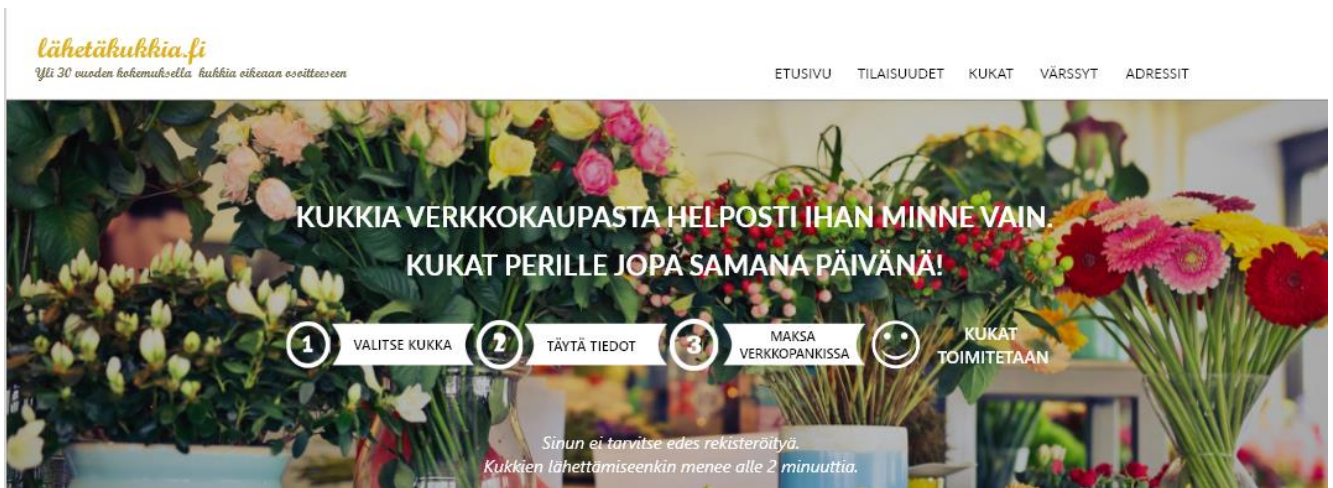 lähetäkukkia.fi
Yli 30 vuoden kokemuksella kukkia oikeaan osoitteeseen
ETUSIVU TILAISUUDET KUKAT VÄRSSYT ADRESSIT
KUKKIA VERKKOKAUPASTA HELPOSTI IHAN MINNE VAIN.
KUKAT PERILLE JOPA SAMANA PÄIVÄNÄ!
1 VALITSE KUKKA 2 TÄYTÄ TIEDOT 3 MAKSA
VERKKOPANKISSA KUKAT
TOIMITETAAN
Sinun ei tarvitse edes rekisteröityä.
Kukkien lähettämiseenkin menee alle 2 minuuttia.